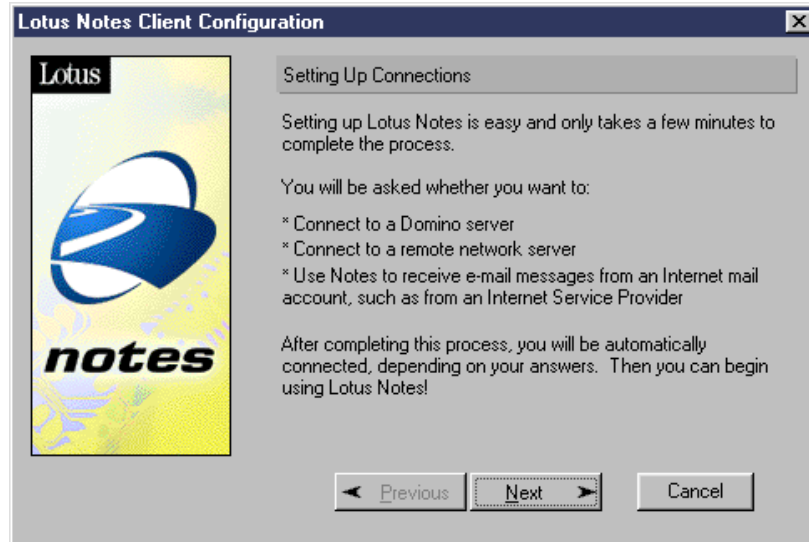 Lotus Notes Client Configuration
Lotus
notes
Setting Up Connections
Setting up Lotus Notes is easy and only takes a few minutes to
complete the process.
You will be asked whether you want to:
* Connect to a Domino server
* Connect to a remote network server
* Use Notes to receive e-mail messages from an Internet mail
account, such as from an Internet Service Provider
After completing this process, you will be automatically
connected, depending on your answers.  Then you can begin
using Lotus Notes!
Previous
Next
Cancel